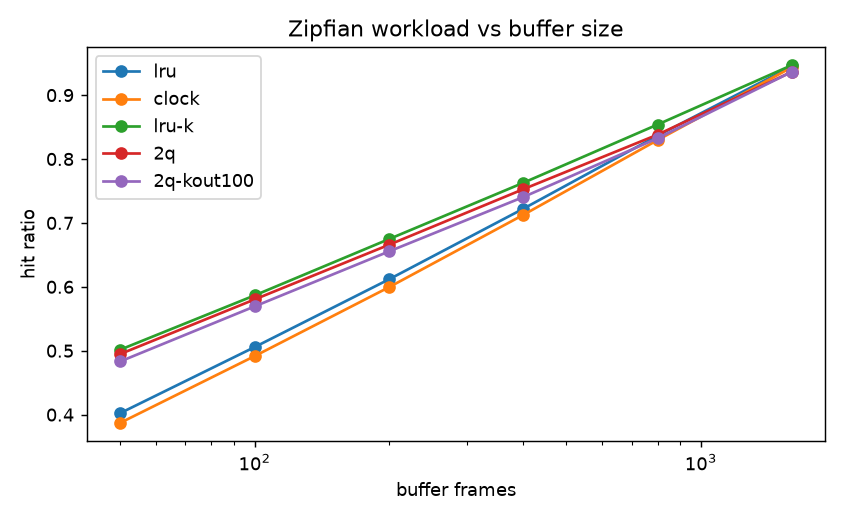 Zipfian workload vs buffer size
lru
clock
lru-k
2q
2q-kout100
hit ratio
0.9
0.8
0.7
0.6
0.5
0.4
10²
10³
buffer frames